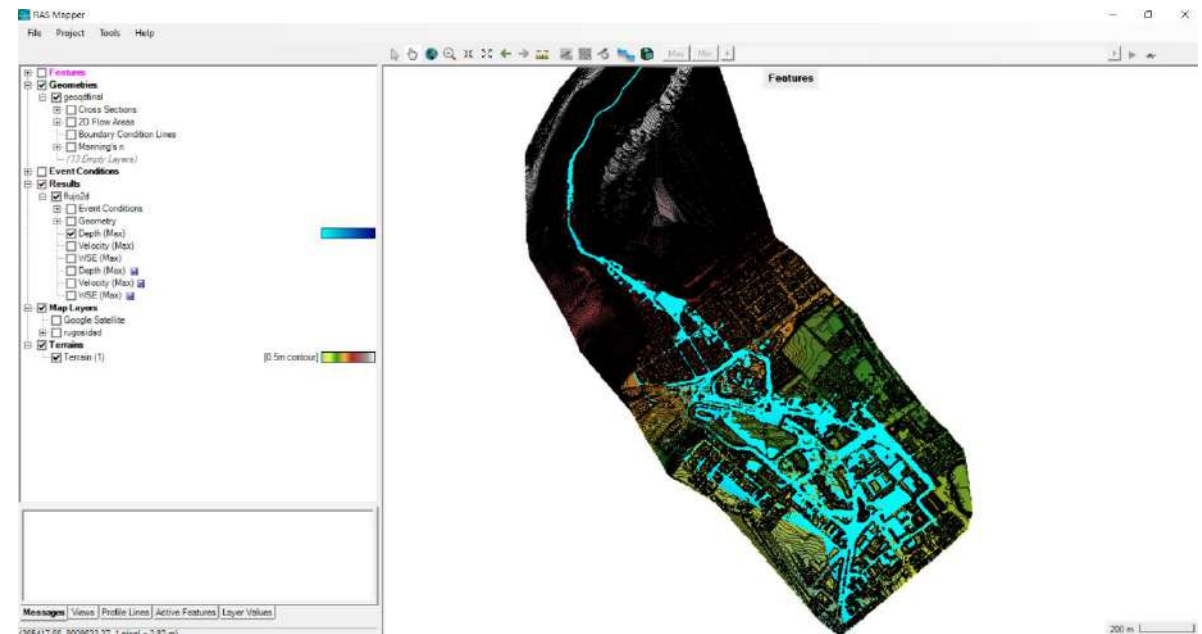 RAS Mapper
File Project Tools Help
Max Min
Features
Geometries
geoqdfinal
Cross Sections
2D Flow Areas
Boundary Condition Lines
Manning's n
(13 Empty Layers)
Event Conditions
Results
flujo2d
Event Conditions
Geometry
Depth (Max)
Velocity (Max)
WSE (Max)
Depth (Max)
Velocity (Max)
WSE (Max)
Map Layers
Google Satellite
rugosided
Terrains
Terrain (1) [0.5m contour]
Features
Messages Views Profile Lines Active Features Layer Values
200 m